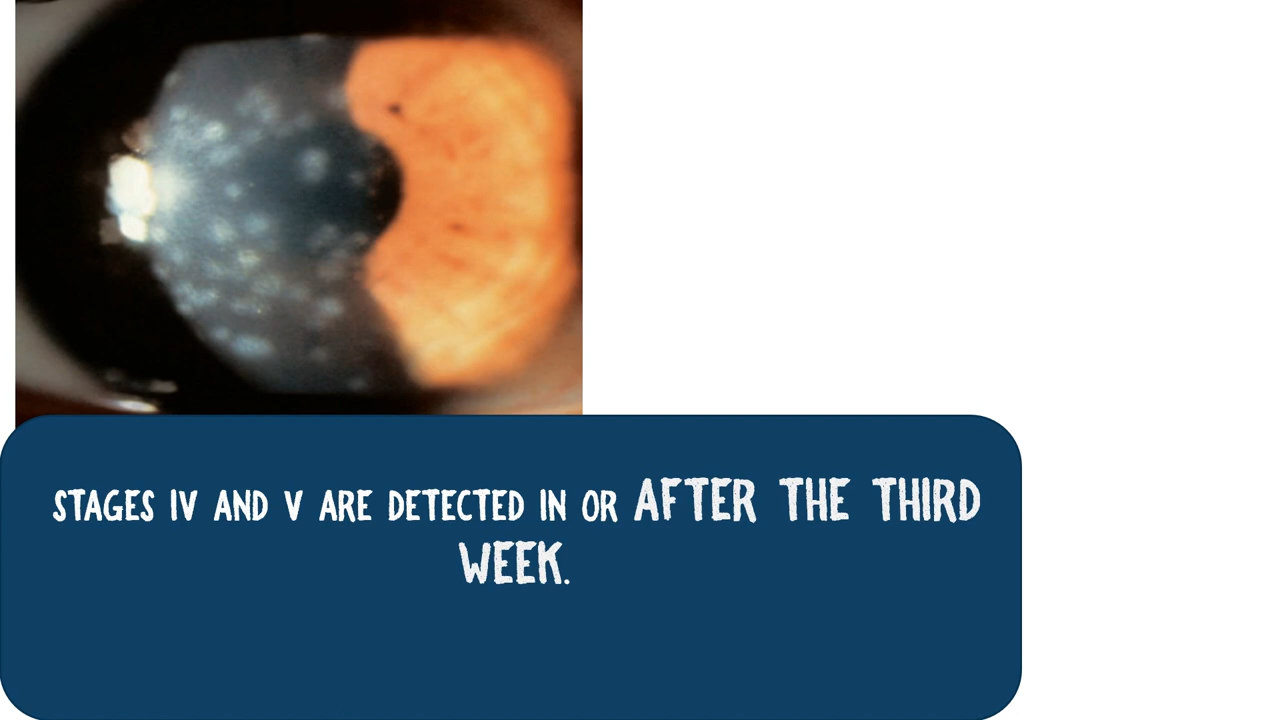 STAGES IV AND V ARE DETECTED IN OR AFTER THE THIRD
WEEK.